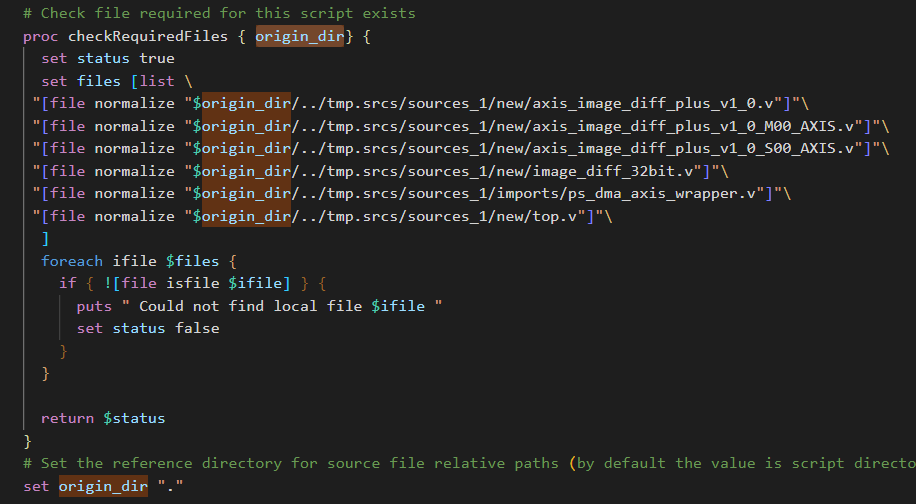 # Check file required for this script exists
proc checkRequiredFiles { origin_dir} {
  set status true
  set files [list \
 "[file normalize "$origin_dir/../tmp.srcs/sources_1/new/axis_image_diff_plus_v1_0.v"]"\
 "[file normalize "$origin_dir/../tmp.srcs/sources_1/new/axis_image_diff_plus_v1_0_M00_AXIS.v"]"\
 "[file normalize "$origin_dir/../tmp.srcs/sources_1/new/axis_image_diff_plus_v1_0_S00_AXIS.v"]"\
 "[file normalize "$origin_dir/../tmp.srcs/sources_1/new/image_diff_32bit.v"]"\
 "[file normalize "$origin_dir/../tmp.srcs/sources_1/imports/ps_dma_axis_wrapper.v"]"\
 "[file normalize "$origin_dir/../tmp.srcs/sources_1/new/top.v"]"\
  ]
  foreach ifile $files {
    if { ![file isfile $ifile] } {
      puts " Could not find local file $ifile "
      set status false
    }
  }

  return $status
}
# Set the reference directory for source file relative paths (by default the value is script directo
set origin_dir "."